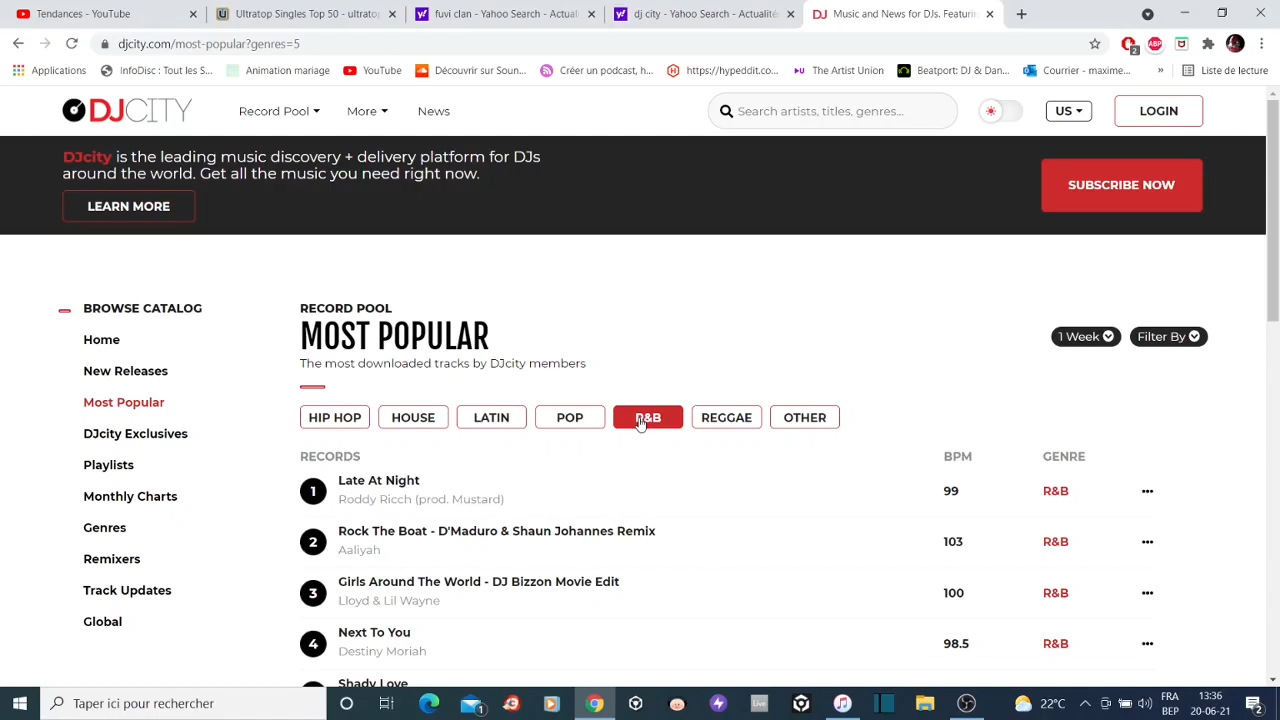 Tendances - YouTube
Ultratop Singles Top 50 - ultratop
fuvi clan - Yahoo Search - Actuali
dj city - Yahoo Search - Actualité
Music and News for DJs. Featurin
djcity.com/most-popular?genres=5
2
ABP
Applications
InfoDisc : Tout les S...
Animation mariage
YouTube
Découvrir sur Soun...
Créer un podcast, h...
https://hypeddit.co...
The Artist Union
Beatport: DJ & Dan...
Courrier - maxime...
»
Liste de lecture
DJCITY
Record Pool
More
News
Search artists, titles, genres...
US
LOGIN
DJcity is the leading music discovery + delivery platform for DJs
around the world. Get all the music you need right now.
LEARN MORE
SUBSCRIBE NOW
BROWSE CATALOG
Home
New Releases
Most Popular
DJcity Exclusives
Playlists
Monthly Charts
Genres
Remixers
Track Updates
Global
RECORD POOL
MOST POPULAR
The most downloaded tracks by DJcity members
1 Week
Filter By
HIP HOP
HOUSE
LATIN
POP
R&B
REGGAE
OTHER
RECORDS
BPM
GENRE
1
Late At Night
Roddy Ricch (prod. Mustard)
99
R&B
2
Rock The Boat - D'Maduro & Shaun Johannes Remix
Aaliyah
103
R&B
3
Girls Around The World - DJ Bizzon Movie Edit
Lloyd & Lil Wayne
100
R&B
4
Next To You
Destiny Moriah
98.5
R&B
Shady Love
Taper ici pour rechercher
1
Live
22°C
FRA
BEP
13:36
20-06-21
2